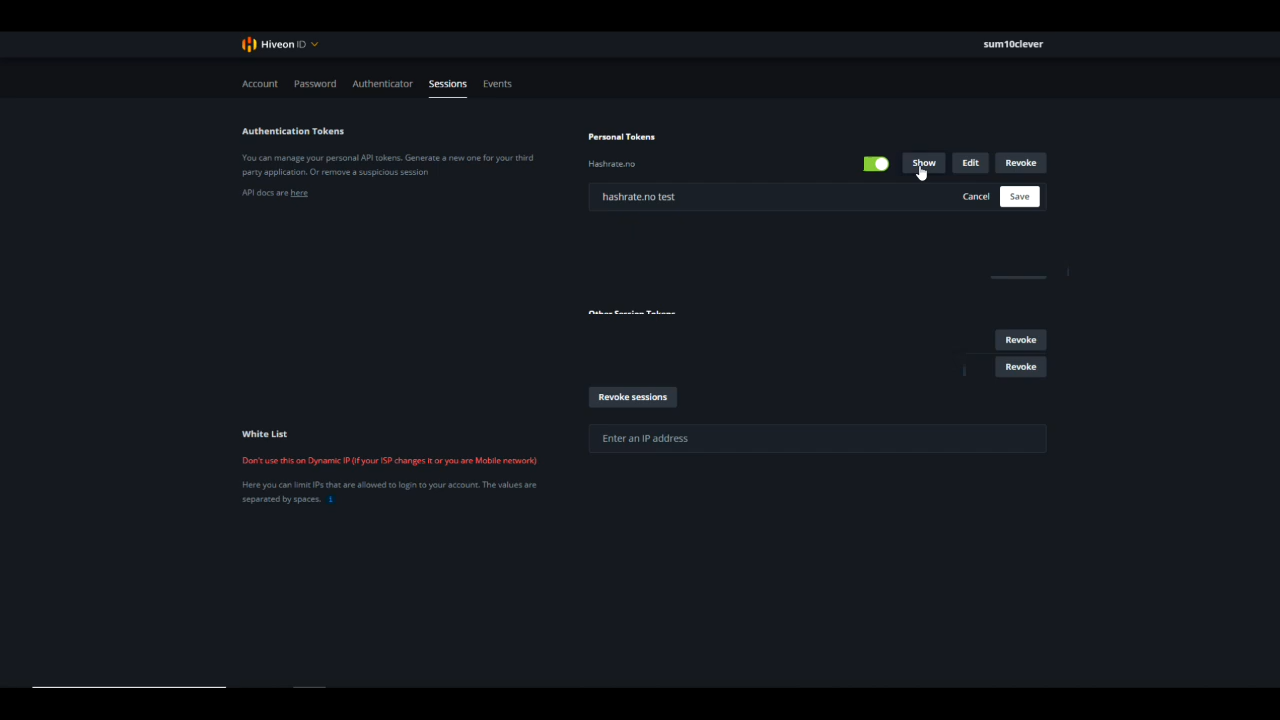 Hiveon ID
sum10clever
Account Password Authenticator Sessions Events
Authentication Tokens
You can manage your personal API tokens. Generate a new one for your third
party application. Or remove a suspicious session
API docs are here
Personal Tokens
Hashrate.no
Show Edit Revoke
hashrate.no test
Cancel Save
Other Session Tokens
Revoke
Revoke
Revoke sessions
White List
Don't use this on Dynamic IP (if your ISP changes it or you are Mobile network)
Here you can limit IPs that are allowed to login to your account. The values are
separated by spaces. i
Enter an IP address